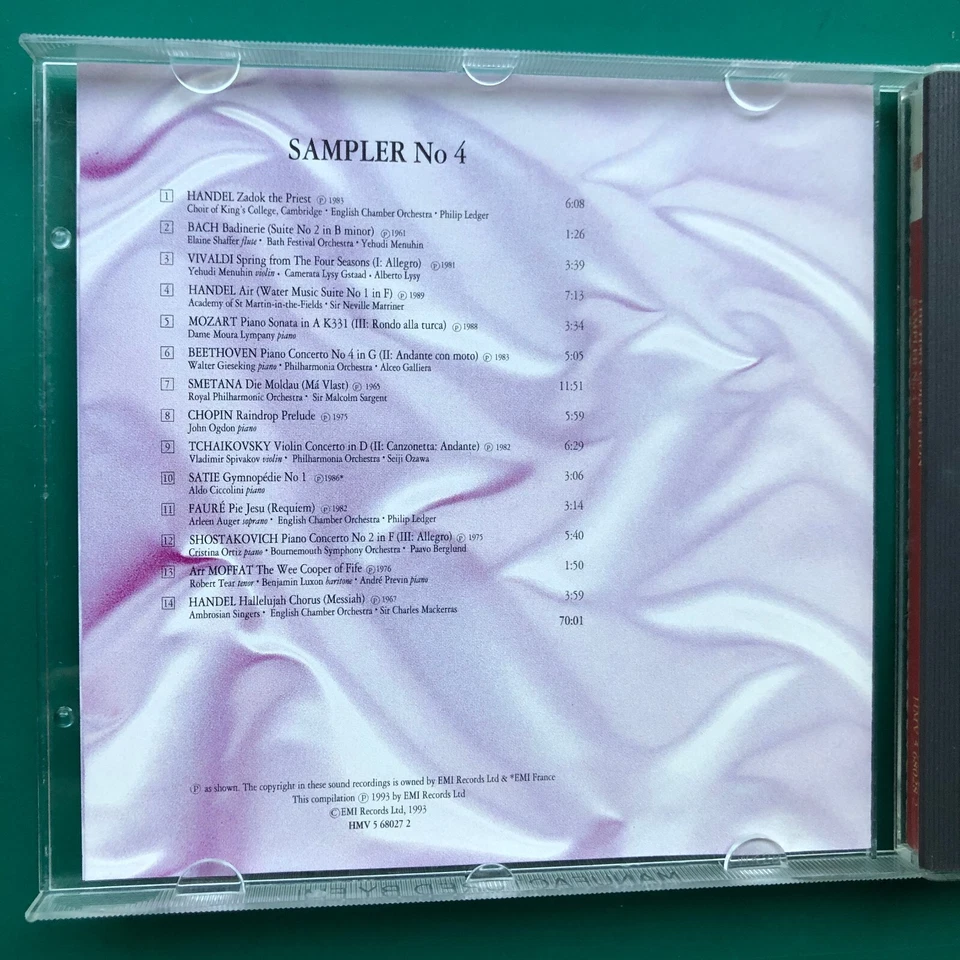 SAMPLER No 4
1 HANDEL Zadok the Priest ℗ 1983 6:08
Choir of King's College, Cambridge • English Chamber Orchestra • Philip Ledger
2 BACH Badinerie (Suite No 2 in B minor) ℗ 1961 1:26
Elaine Shaffer flute • Bath Festival Orchestra • Yehudi Menuhin
3 VIVALDI Spring from The Four Seasons (I: Allegro) ℗ 1981 3:39
Yehudi Menuhin violin • Camerata Lysy Gstaad • Alberto Lysy
4 HANDEL Air (Water Music Suite No 1 in F) ℗ 1989 7:13
Academy of St Martin-in-the-Fields • Sir Neville Marriner
5 MOZART Piano Sonata in A K331 (III: Rondo alla turca) ℗ 1988 3:34
Dame Moura Lympany piano
6 BEETHOVEN Piano Concerto No 4 in G (II: Andante con moto) ℗ 1983 5:05
Walter Gieseking piano • Philharmonia Orchestra • Alceo Galliera
7 SMETANA Die Moldau (Má Vlast) ℗ 1965 11:51
Royal Philharmonic Orchestra • Sir Malcolm Sargent
8 CHOPIN Raindrop Prelude ℗ 1975 5:59
John Ogdon piano
9 TCHAIKOVSKY Violin Concerto in D (II: Canzonetta: Andante) ℗ 1982 6:29
Vladimir Spivakov violin • Philharmonia Orchestra • Seiji Ozawa
10 SATIE Gymnopédie No 1 ℗ 1986* 3:06
Aldo Ciccolini piano
11 FAURÉ Pie Jesu (Requiem) ℗ 1982 3:14
Arleen Auger soprano • English Chamber Orchestra • Philip Ledger
12 SHOSTAKOVICH Piano Concerto No 2 in F (III: Allegro) ℗ 1975 5:40
Cristina Ortiz piano • Bournemouth Symphony Orchestra • Paavo Berglund
13 Arr MOFFAT The Wee Cooper of Fife ℗ 1976 1:50
Robert Tear tenor • Benjamin Luxon baritone • André Previn piano
14 HANDEL Hallelujah Chorus (Messiah) ℗ 1967 3:59
Ambrosian Singers • English Chamber Orchestra • Sir Charles Mackerras
70:01
℗ as shown. The copyright in these sound recordings is owned by EMI Records Ltd & *EMI France
This compilation ℗ 1993 by EMI Records Ltd
© EMI Records Ltd, 1993
HMV 5 68027 2